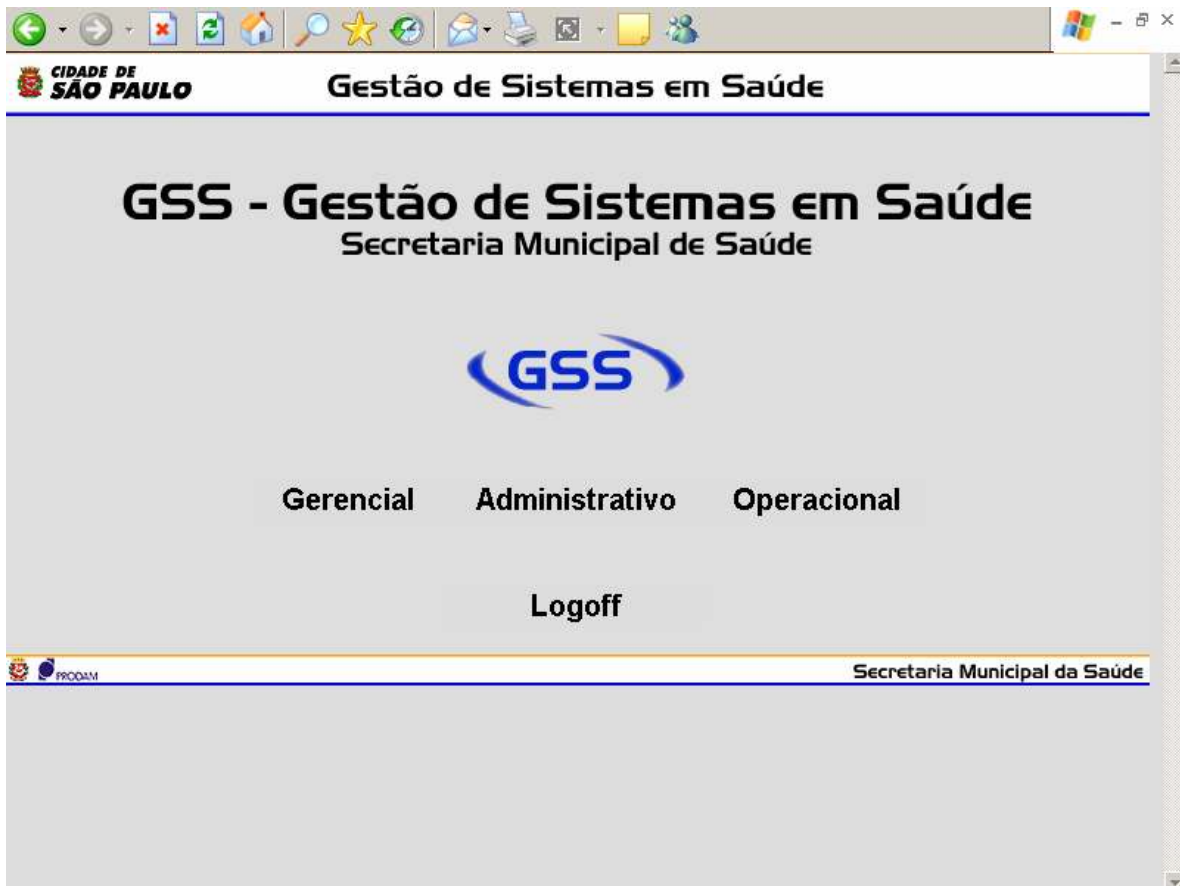 CIDADE DE
SÃO PAULO
Gestão de Sistemas em Saúde
GSS - Gestão de Sistemas em Saúde
Secretaria Municipal de Saúde
GSS
Gerencial Administrativo Operacional
Logoff
PRODAM Secretaria Municipal da Saúde